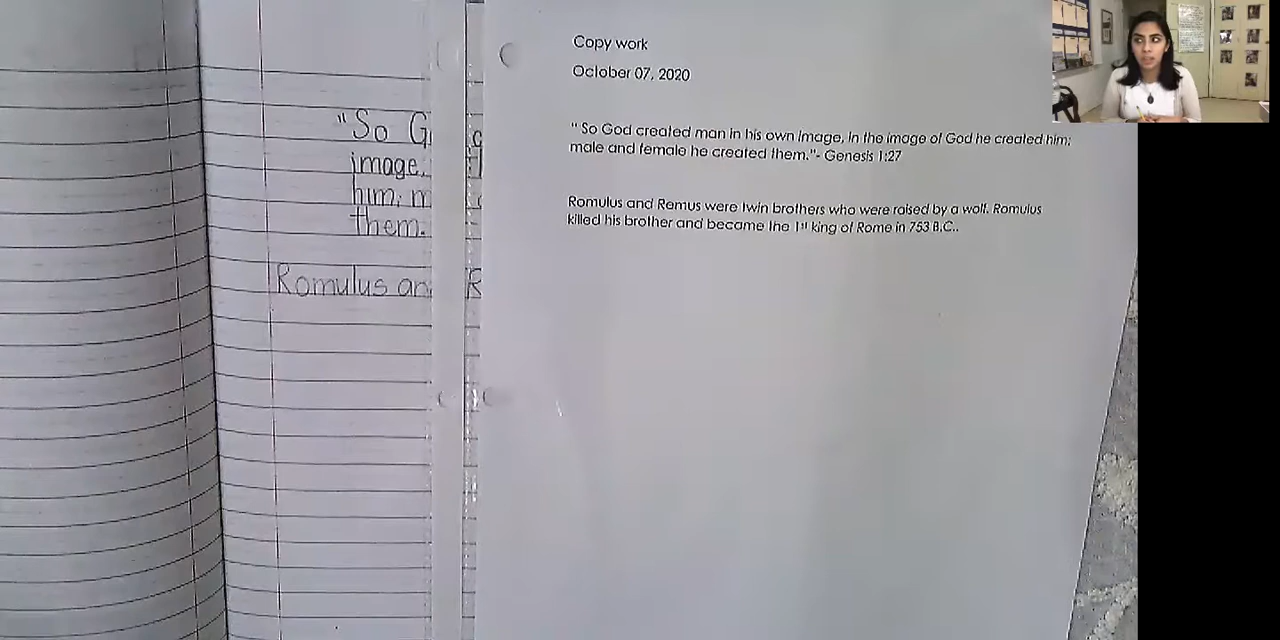 "So G
image,
him; m
them.
Romulus an R
Copy work
October 07, 2020
" So God created man in his own image, in the image of God he created him;
male and female he created them."- Genesis 1:27
Romulus and Remus were twin brothers who were raised by a wolf. Romulus
killed his brother and became the 1st king of Rome in 753 B.C..